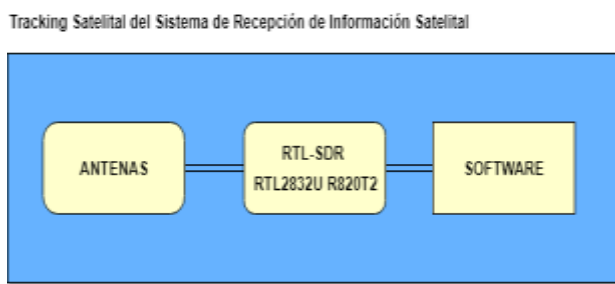 Tracking Satelital del Sistema de Recepción de Información Satelital
ANTENAS
RTL-SDR
RTL2832U R820T2
SOFTWARE